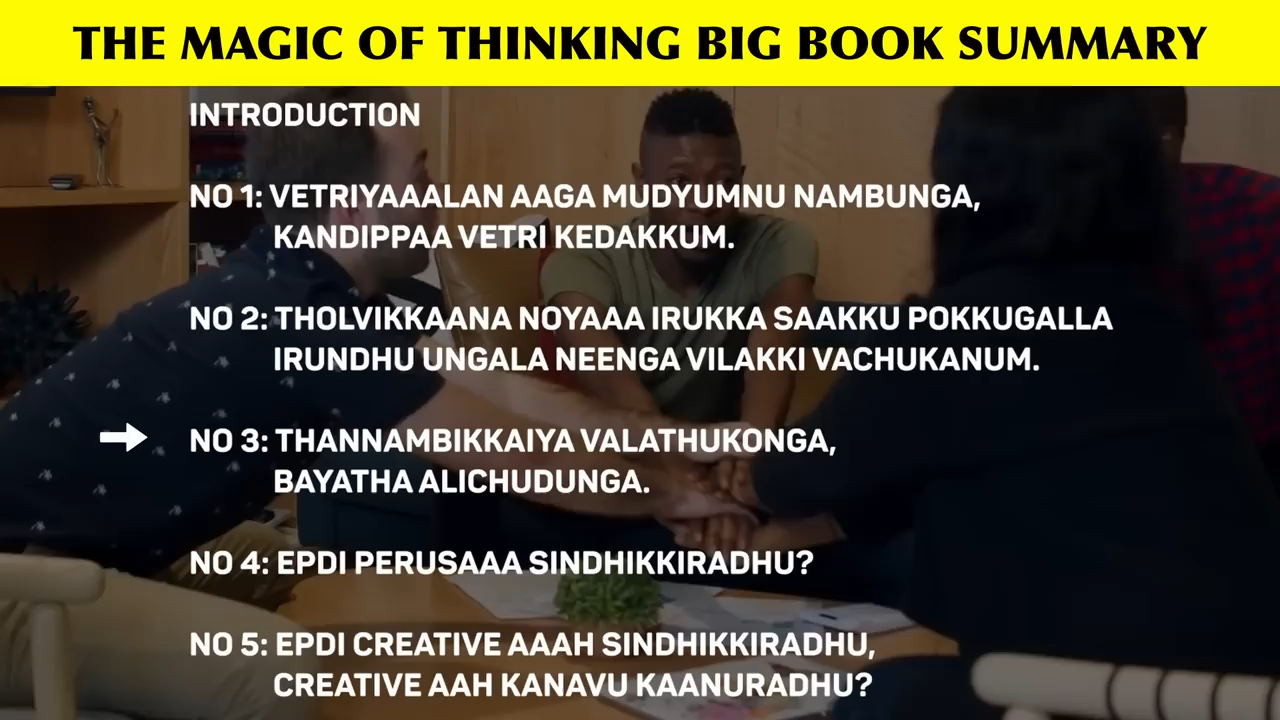 THE MAGIC OF THINKING BIG BOOK SUMMARY
INTRODUCTION
NO 1: VETRIYAAALAN AAGA MUDYUMNU NAMBUNGA,
KANDIPPAA VETRI KEDAKKUM.
NO 2: THOLVIKKAANA NOYAAA IRUKKA SAAKKU POKKUGALLA
IRUNDHU UNGALA NEENGA VILAKKI VACHUKANUM.
NO 3: THANNAMBIKKAIYA VALATHUKONGA,
BAYATHA ALICHUDUNGA.
NO 4: EPDI PERUSAAA SINDHIKKIRADHU?
NO 5: EPDI CREATIVE AAAH SINDHIKKIRADHU,
CREATIVE AAH KANAVU KAANURADHU?